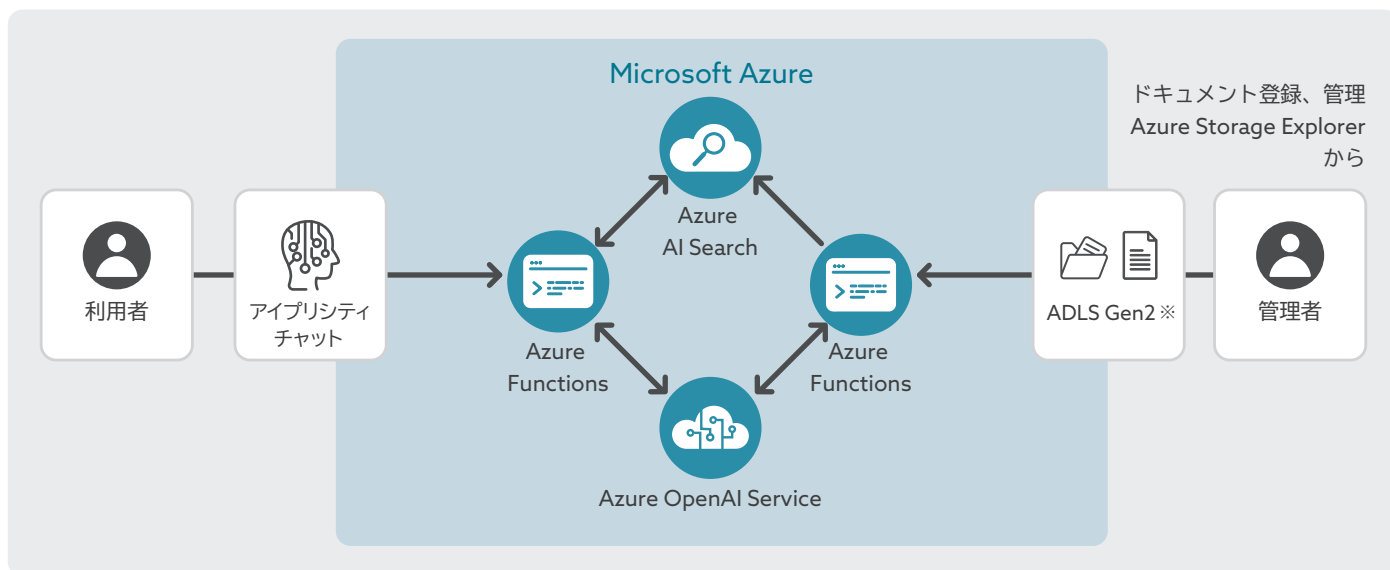 Microsoft Azure
ドキュメント登録、管理
Azure Storage Explorer
から
Azure
AI Search
利用者
アイプリシティ
チャット
Azure
Functions
Azure
Functions
ADLS Gen2※
管理者
Azure OpenAI Service